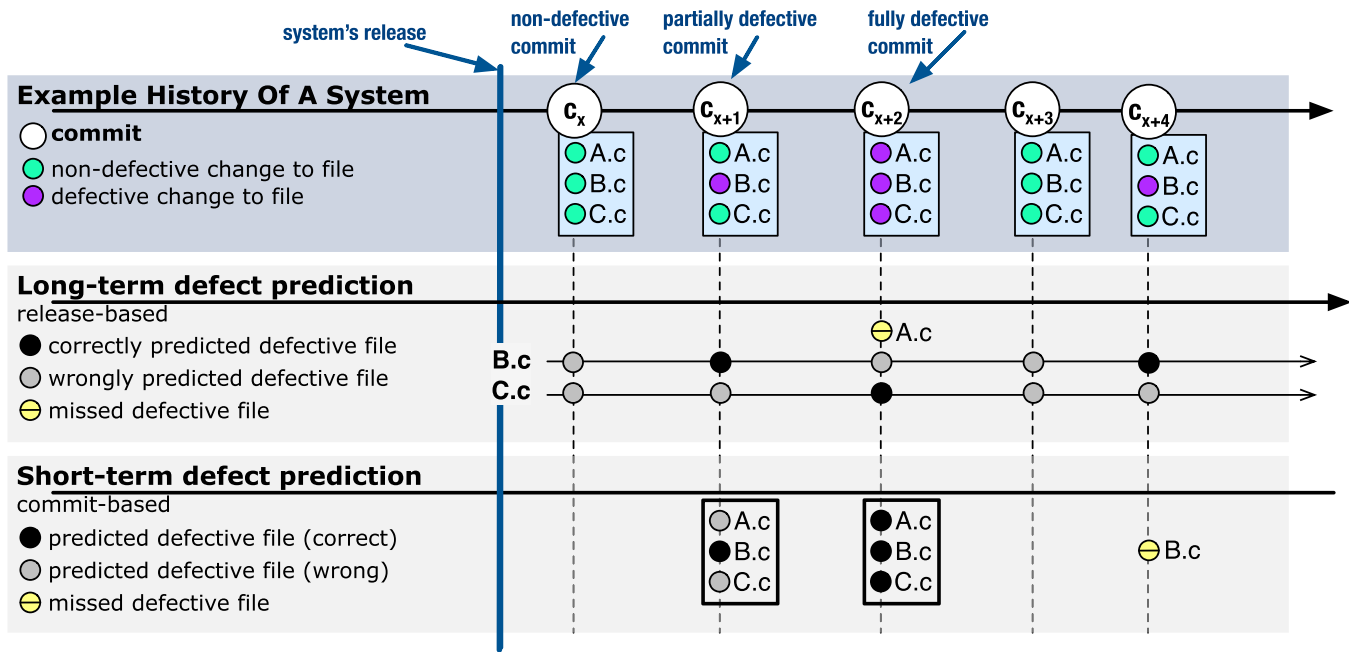 system's release
non-defective
commit
partially defective
commit
fully defective
commit
Example History Of A System
commit
non-defective change to file
defective change to file
cx
cx+1
cx+2
cx+3
cx+4
A.c
B.c
C.c
A.c
B.c
C.c
A.c
B.c
C.c
A.c
B.c
C.c
A.c
B.c
C.c
Long-term defect prediction
release-based
correctly predicted defective file
wrongly predicted defective file
missed defective file
A.c
B.c
C.c
Short-term defect prediction
commit-based
predicted defective file (correct)
predicted defective file (wrong)
missed defective file
A.c
B.c
C.c
A.c
B.c
C.c
B.c